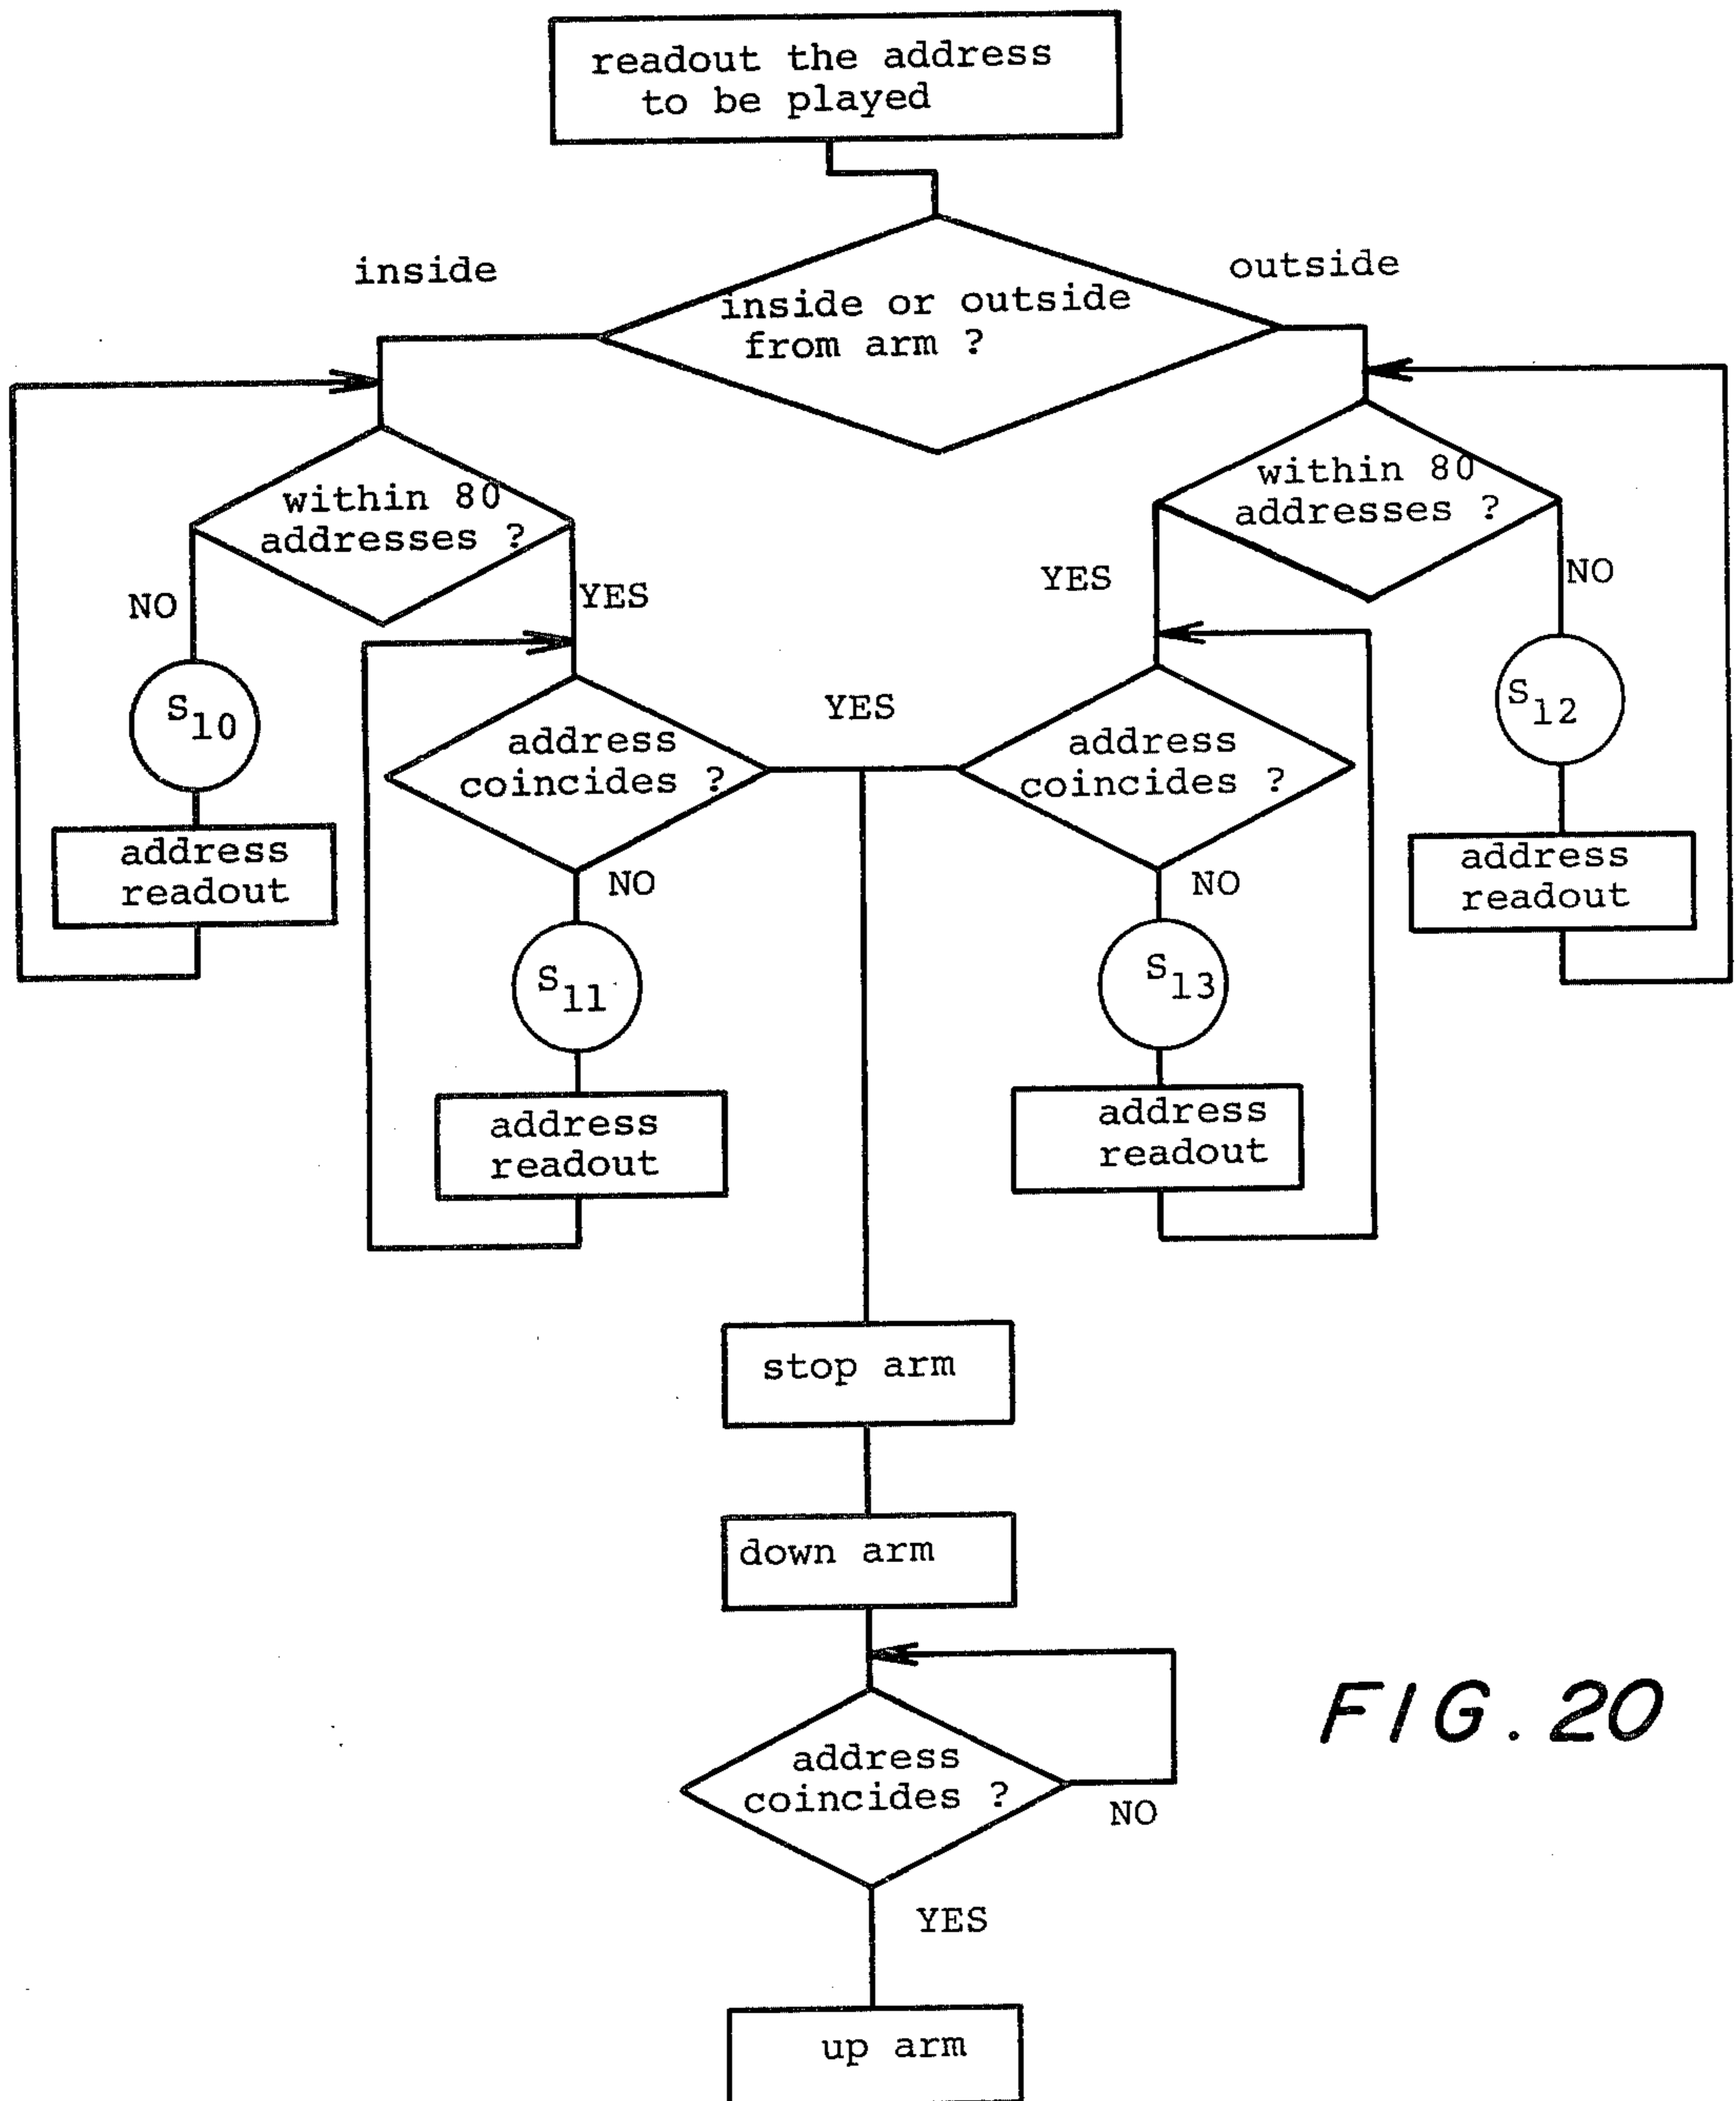 readout the address
to be played
inside
outside
inside or outside
from arm ?
within 80
addresses ?
within 80
addresses ?
NO
YES
YES
NO
S10
S12
YES
address
coincides ?
address
coincides ?
address
readout
address
readout
NO
NO
S11
S13
address
readout
address
readout
stop arm
down arm
address
coincides ?
NO
YES
up arm
FIG. 20